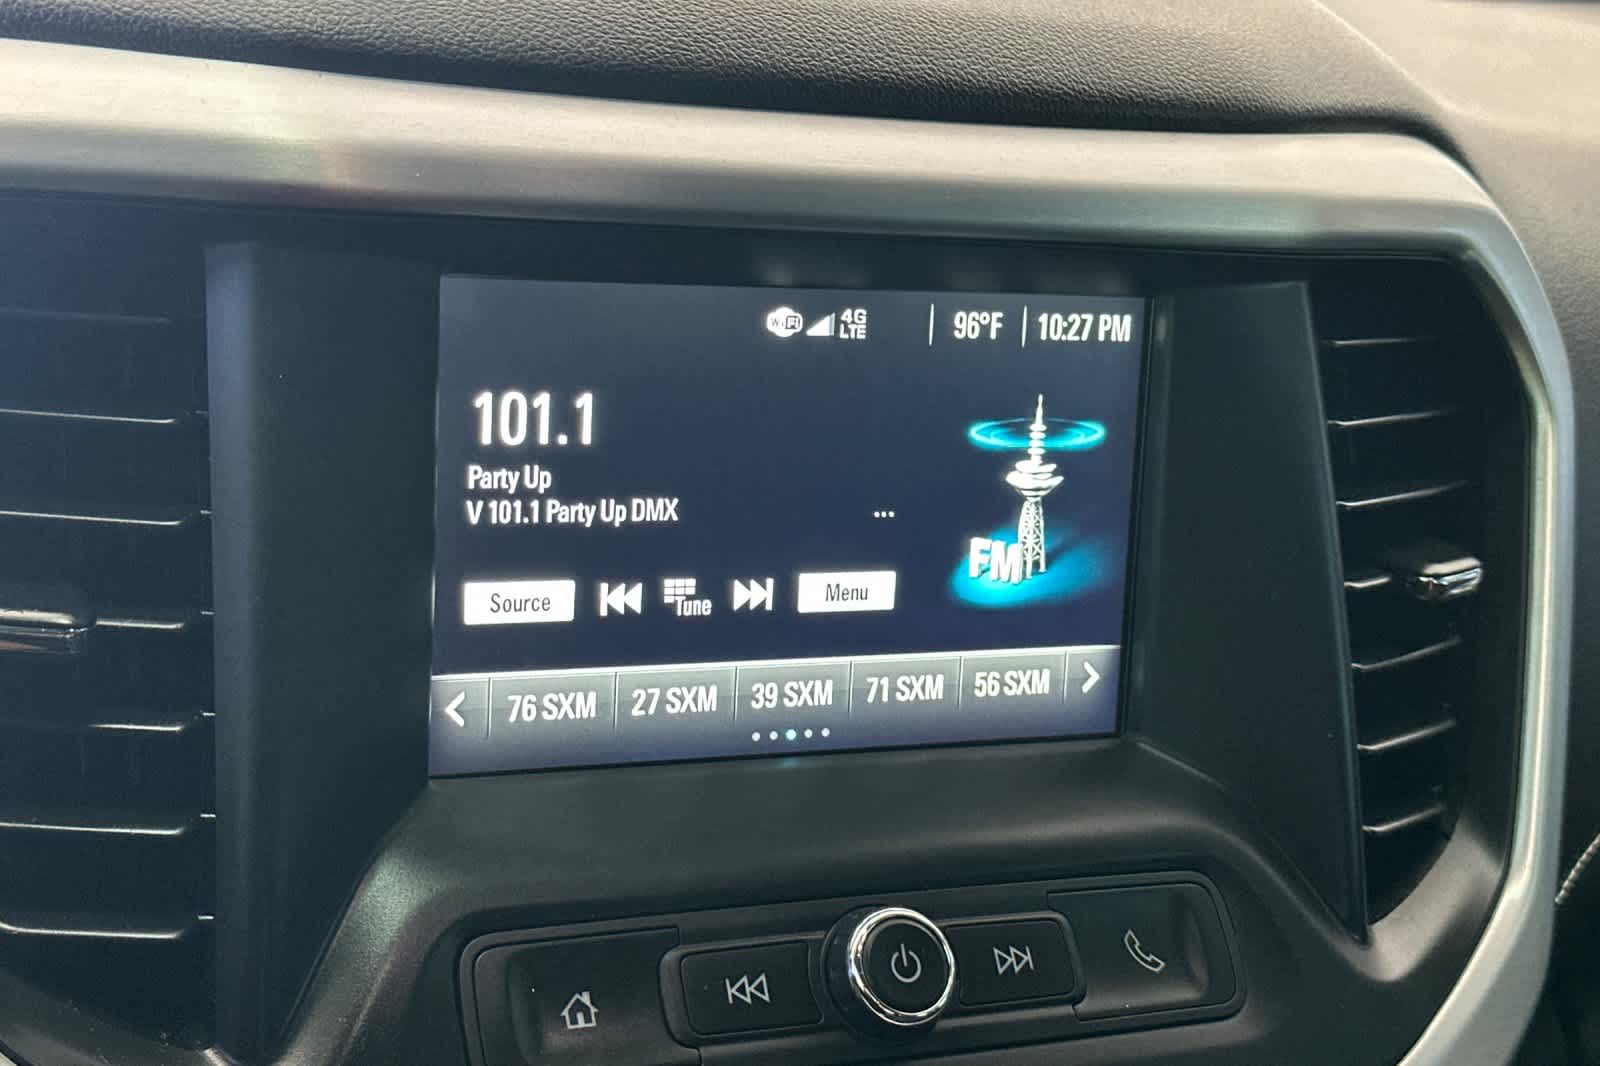 WiFi 4G LTE 96°F 10:27 PM
101.1
Party Up
V 101.1 Party Up DMX ...
FM
Source Tune Menu
76 SXM 27 SXM 39 SXM 71 SXM 56 SXM